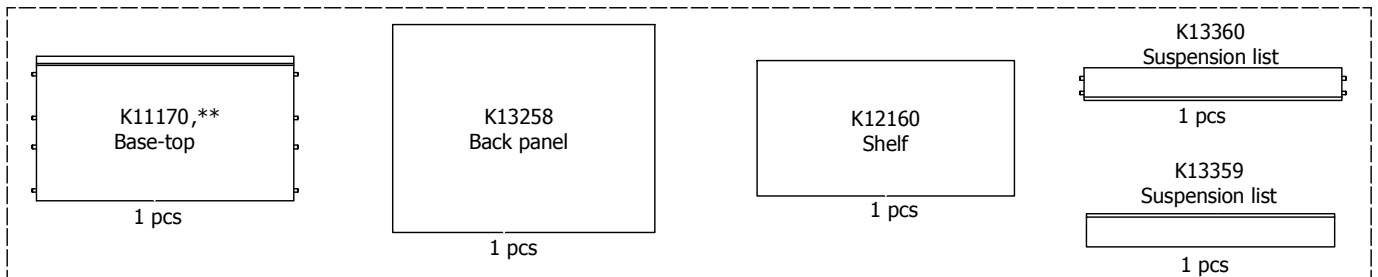 K11170,**
Base-top
1 pcs
K13258
Back panel
1 pcs
K12160
Shelf
1 pcs
K13360
Suspension list
1 pcs
K13359
Suspension list
1 pcs